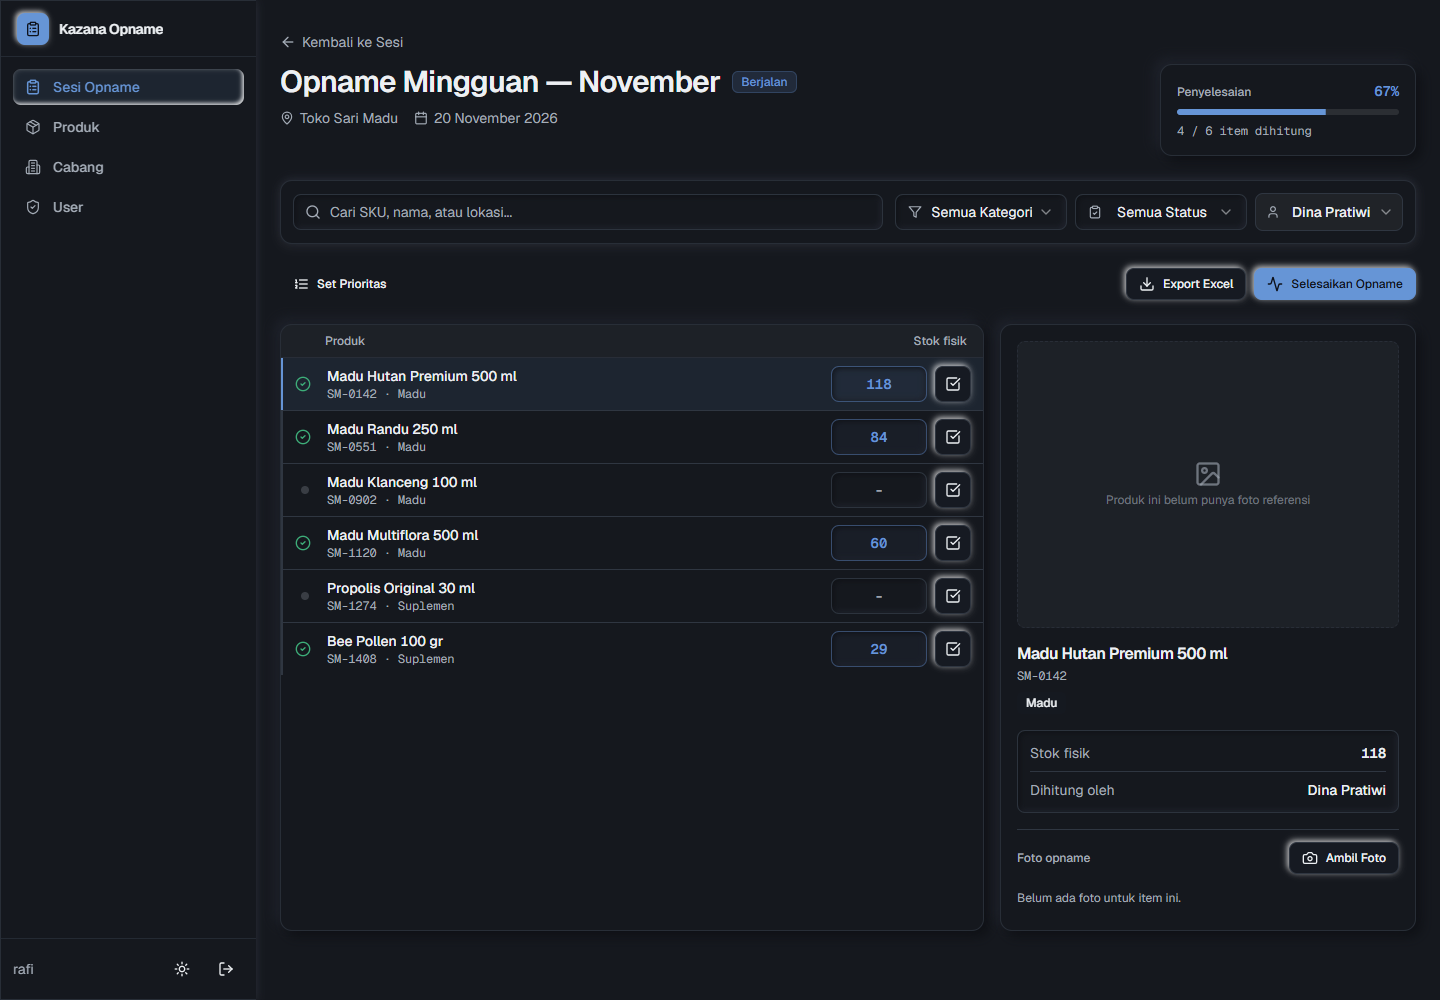 Kazana Opname
Sesi Opname
Produk
Cabang
User
rafi
Kembali ke Sesi
Opname Mingguan — November
Berjalan
Toko Sari Madu
20 November 2026
Penyelesaian
67%
4 / 6 item dihitung
Cari SKU, nama, atau lokasi...
Semua Kategori
Semua Status
Dina Pratiwi
Set Prioritas
Export Excel
Selesaikan Opname
Produk
Stok fisik
Madu Hutan Premium 500 ml
SM-0142 · Madu
118
Madu Randu 250 ml
SM-0551 · Madu
84
Madu Klanceng 100 ml
SM-0902 · Madu
-
Madu Multiflora 500 ml
SM-1120 · Madu
60
Propolis Original 30 ml
SM-1274 · Suplemen
-
Bee Pollen 100 gr
SM-1408 · Suplemen
29
Produk ini belum punya foto referensi
Madu Hutan Premium 500 ml
SM-0142
Madu
Stok fisik
118
Dihitung oleh
Dina Pratiwi
Foto opname
Ambil Foto
Belum ada foto untuk item ini.